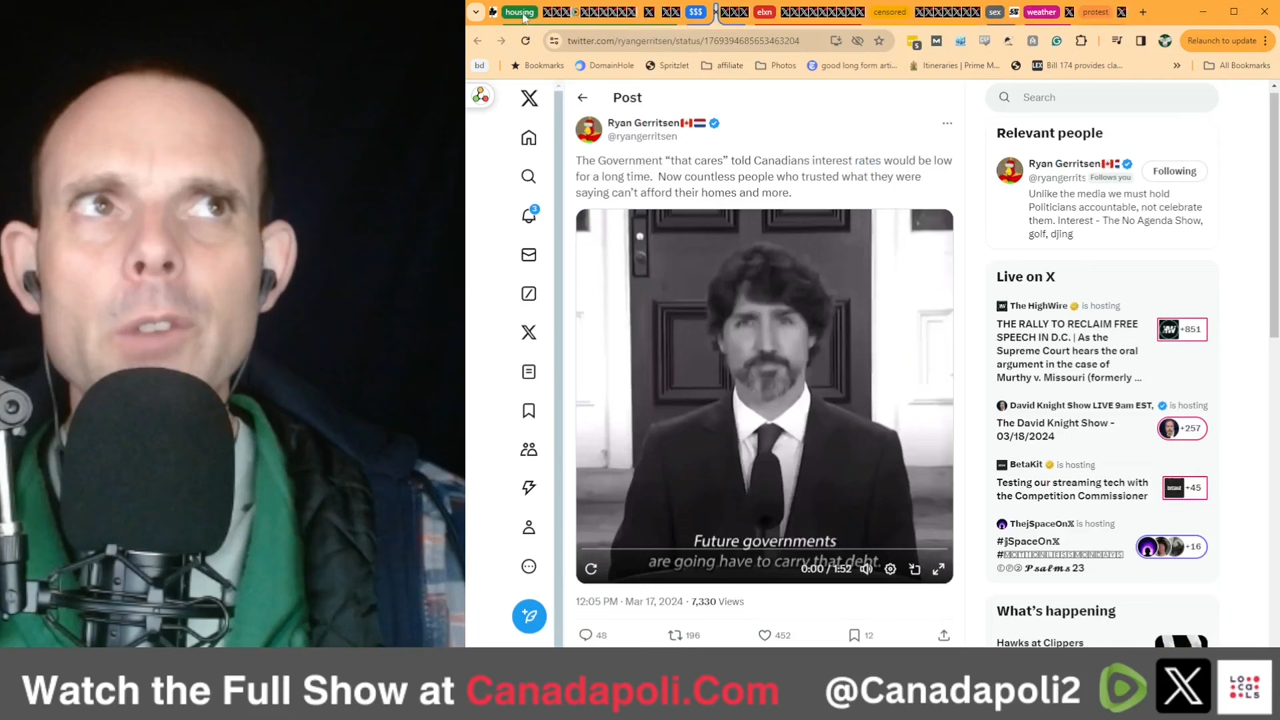 housing
$$$
elxn
censored
sex
weather
protest
twitter.com/ryangerritsen/status/1769394685653463204
Relaunch to update
bd
Bookmarks
DomainHole
Spritzlet
affiliate
Photos
good long form arti...
Itineraries | Prime M...
Bill 174 provides cla...
All Bookmarks
Post
Search
Ryan Gerritsen
@ryangerritsen
The Government “that cares” told Canadians interest rates would be low
for a long time. Now countless people who trusted what they were
saying can’t afford their homes and more.
Future governments
are going have to carry that debt.
0:00 / 1:52
12:05 PM · Mar 17, 2024 · 7,330 Views
48
196
452
12
3
Relevant people
Ryan Gerritsen
@ryangerrits Follows you
Following
Unlike the media we must hold
Politicians accountable, not celebrate
them. Interest - The No Agenda Show,
golf, djing
Live on X
The HighWire is hosting
THE RALLY TO RECLAIM FREE
SPEECH IN D.C. | As the
Supreme Court hears the oral
argument in the case of
Murthy v. Missouri (formerly ...
+851
David Knight Show LIVE 9am EST, is hosting
The David Knight Show -
03/18/2024
+257
BetaKit is hosting
Testing our streaming tech with
the Competition Commissioner
+45
ThejSpaceOnX is hosting
+16
What’s happening
Hawks at Clippers
Watch the Full Show at Canadapoli.Com
@Canadapoli2
LOCALS